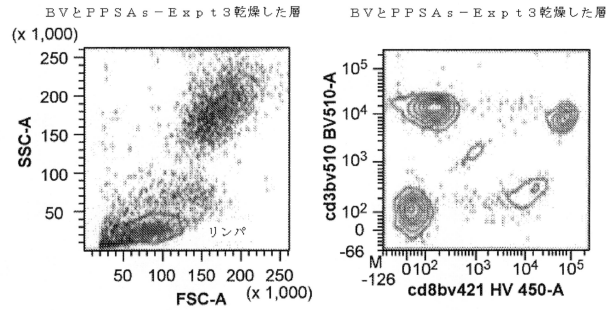 BVとPPSAs－Expt3乾燥した層
(x 1,000)
250
200
150
100
50
SSC-A
リンパ
50 100 150 200 250
FSC-A (x 1,000)
BVとPPSAs－Expt3乾燥した層
10⁵
10⁴
10³
10²
0
-66
cd3bv510 BV510-A
M
-126
010² 10³ 10⁴ 10⁵
cd8bv421 HV 450-A